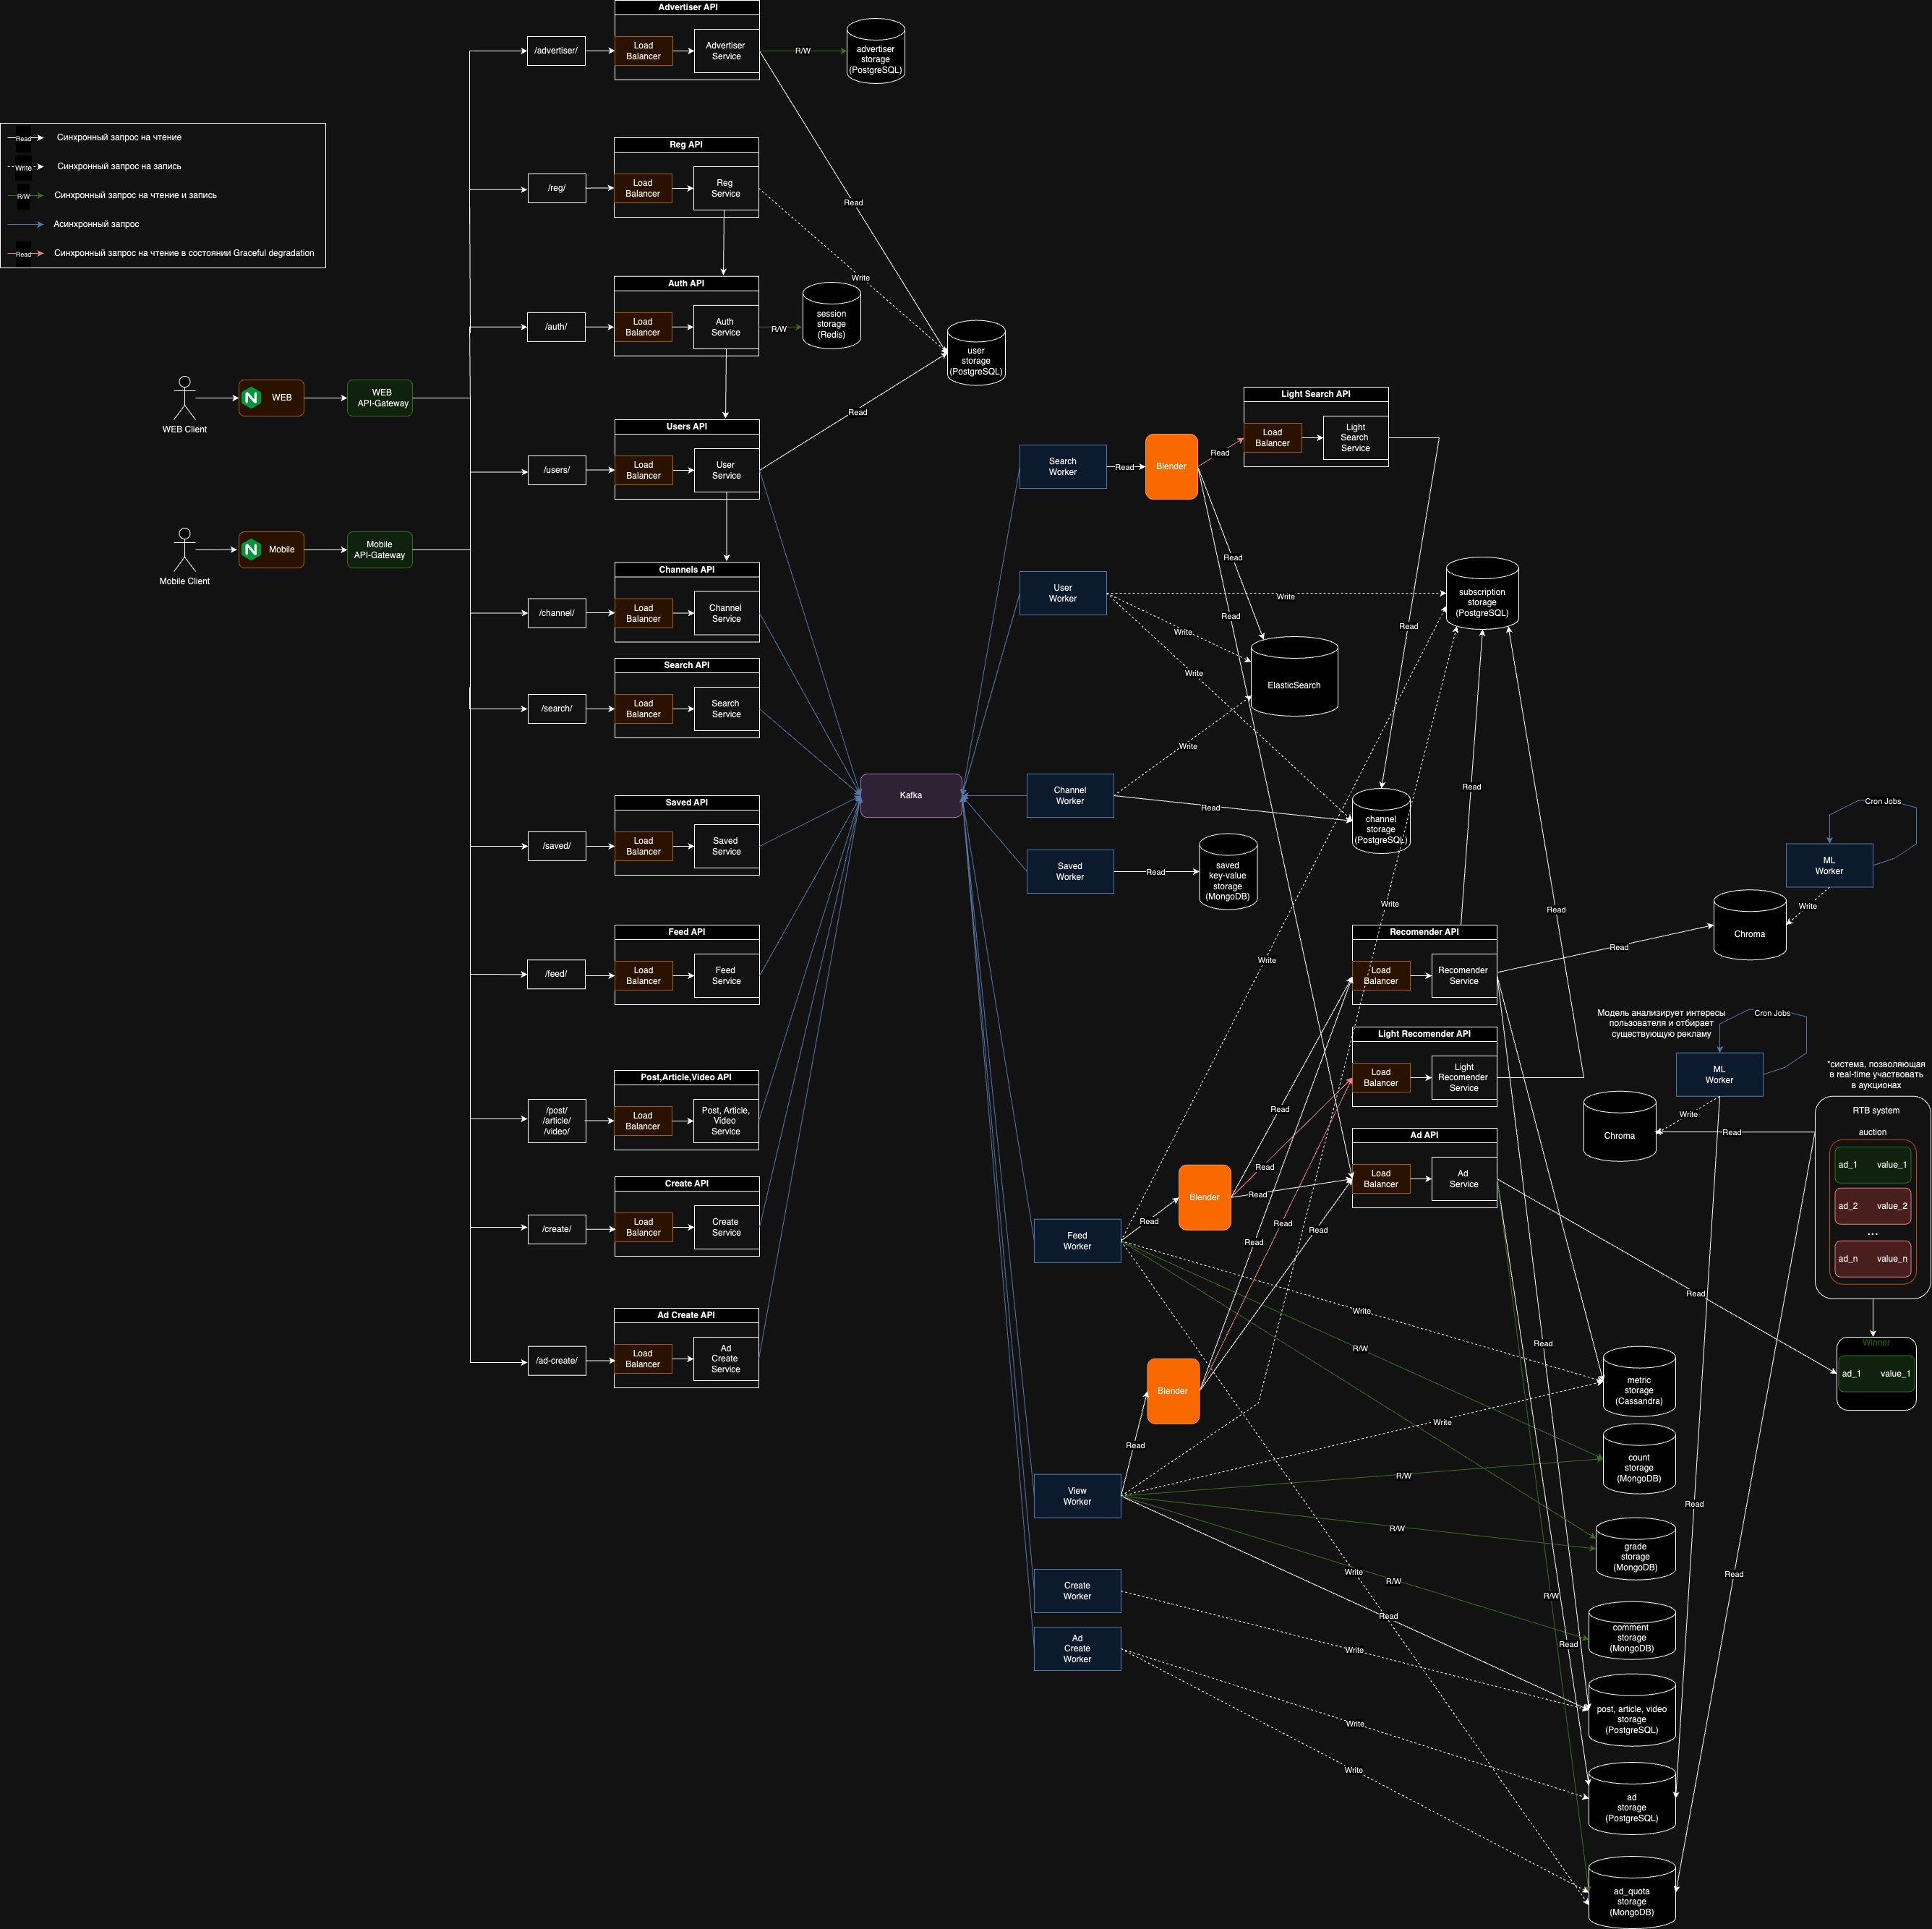 Advertiser API
/advertiser/
Load
Balancer
Advertiser
Service
R/W
advertiser
storage
(PostgreSQL)
Read
Синхронный запрос на чтение
Write
Синхронный запрос на запись
R/W
Синхронный запрос на чтение и запись
Асинхронный запрос
Read
Синхронный запрос на чтение в состоянии Graceful degradation
Reg API
/reg/
Load
Balancer
Reg
Service
Read
Write
Auth API
/auth/
Load
Balancer
Auth
Service
R/W
session
storage
(Redis)
user
storage
(PostgreSQL)
WEB Client
N
WEB
WEB
API-Gateway
Users API
/users/
Load
Balancer
User
Service
Read
Mobile Client
N
Mobile
Mobile
API-Gateway
Channels API
/channel/
Load
Balancer
Channel
Service
Search API
/search/
Load
Balancer
Search
Service
Saved API
/saved/
Load
Balancer
Saved
Service
Feed API
/feed/
Load
Balancer
Feed
Service
Post,Article,Video API
/post/
/article/
/video/
Load
Balancer
Post, Article,
Video
Service
Create API
/create/
Load
Balancer
Create
Service
Ad Create API
/ad-create/
Load
Balancer
Ad
Create
Service
Kafka
Search
Worker
Read
Blender
Read
Light Search API
Load
Balancer
Light
Search
Service
Read
Read
Read
User
Worker
Write
Write
Write
subscription
storage
(PostgreSQL)
ElasticSearch
Channel
Worker
Write
Read
channel
storage
(PostgreSQL)
Saved
Worker
Read
saved
key-value
storage
(MongoDB)
Read
Write
Write
Read
Recomender API
Load
Balancer
Recomender
Service
Read
Chroma
Write
ML
Worker
Cron Jobs
Light Recomender API
Load
Balancer
Light
Recomender
Service
Модель анализирует интересы
пользователя и отбирает
существующую рекламу
Cron Jobs
ML
Worker
Write
Chroma
Read
*система, позволяющая
в real-time участвовать
в аукционах
RTB system
auction
ad_1 value_1
ad_2 value_2
...
ad_n value_n
Winner
ad_1 value_1
Ad API
Load
Balancer
Ad
Service
Read
Read
Read
Read
Read
Read
Read
Feed
Worker
Read
Blender
Write
R/W
Read
Read
Blender
Read
Write
R/W
R/W
Write
R/W
Read
View
Worker
Create
Worker
Write
Ad
Create
Worker
Write
Write
R/W
Read
Read
Read
metric
storage
(Cassandra)
count
storage
(MongoDB)
grade
storage
(MongoDB)
comment
storage
(MongoDB)
post, article, video
storage
(PostgreSQL)
ad
storage
(PostgreSQL)
ad_quota
storage
(MongoDB)